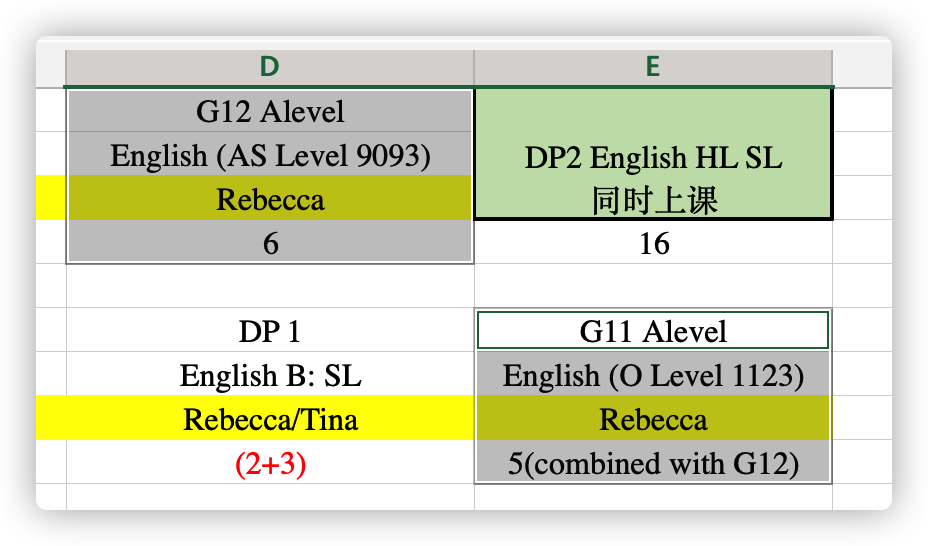 D
E
G12 Alevel
English (AS Level 9093)
Rebecca
6
DP2 English HL SL
同时上课
16
DP 1
English B: SL
Rebecca/Tina
(2+3)
G11 Alevel
English (O Level 1123)
Rebecca
5(combined with G12)